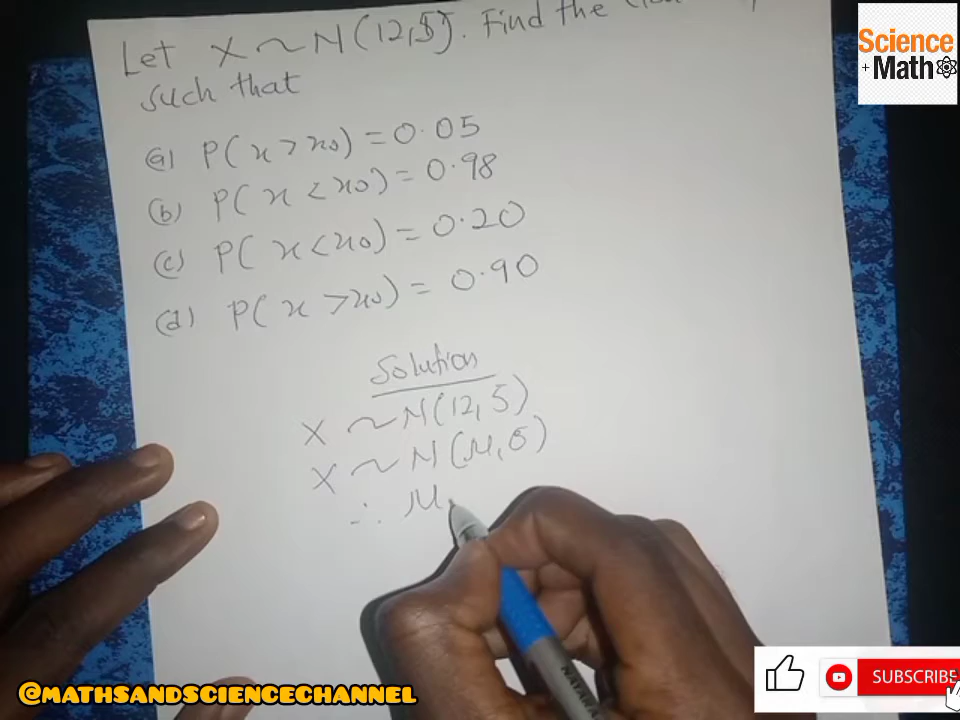 Let X ~ N(12,5). Find the
such that
(a) P(x > x₀) = 0.05
(b) P(x < x₀) = 0.98
(c) P(x < x₀) = 0.20
(d) P(x > x₀) = 0.90
Solution
X ~ N(12, 5)
X ~ N(μ, σ)
∴ μ
Science
+Math
@MATHSANDSCIENCECHANNEL
SUBSCRIBE